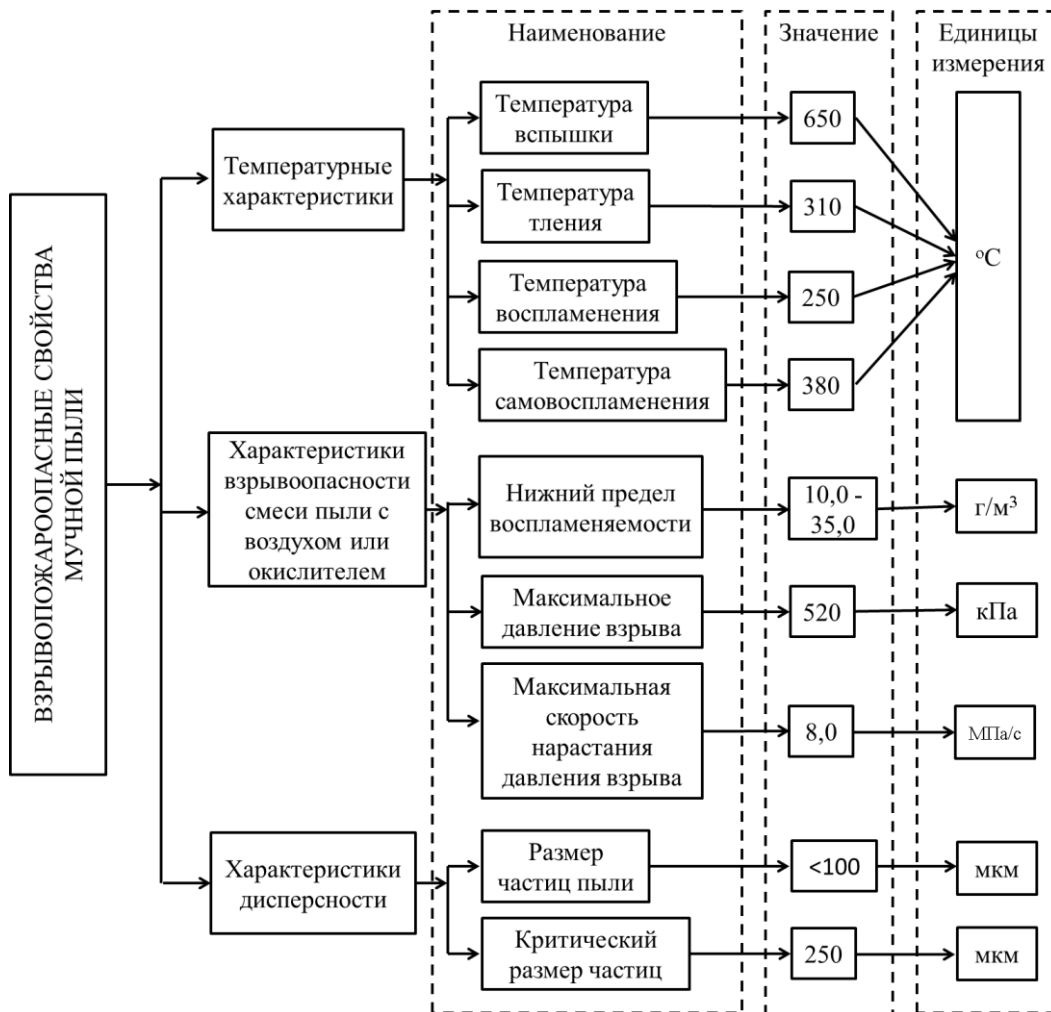 Наименование
Значение
Единицы
измерения
ВЗРЫВОПОЖАРООПАСНЫЕ СВОЙСТВА
МУЧНОЙ ПЫЛИ
Температурные
характеристики
Температура
вспышки
650
Температура
тления
310
Температура
воспламенения
250
Температура
самовоспламенения
380
°С
Характеристики
взрывоопасности
смеси пыли с
воздухом или
окислителем
Нижний предел
воспламеняемости
10,0 -
35,0
г/м³
Максимальное
давление взрыва
520
кПа
Максимальная
скорость
нарастания
давления взрыва
8,0
МПа/с
Характеристики
дисперсности
Размер
частиц пыли
<100
мкм
Критический
размер частиц
250
мкм